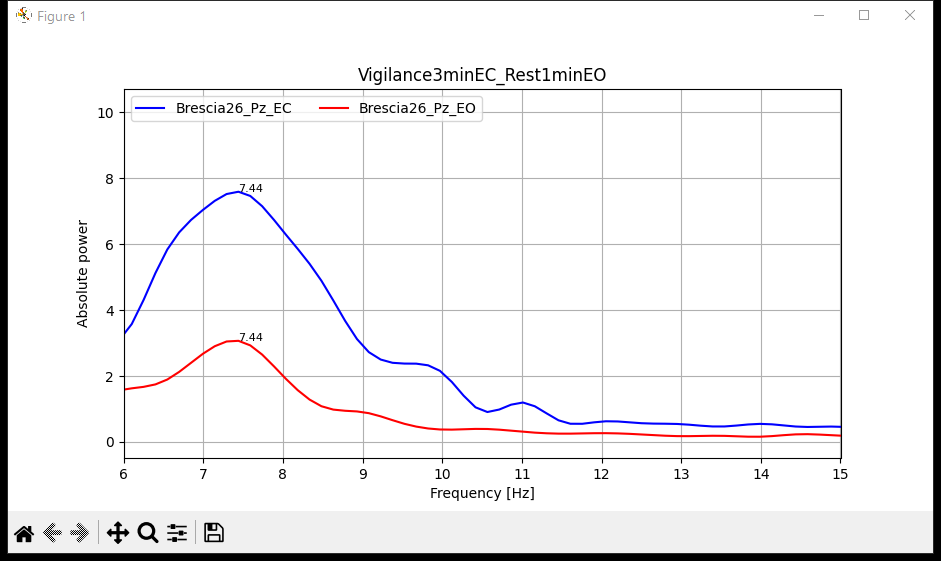 Figure 1
Vigilance3minEC_Rest1minEO
Brescia26_Pz_EC Brescia26_Pz_EO
10
8
7.44
6
Absolute power
4
7.44
2
0
6 7 8 9 10 11 12 13 14 15
Frequency [Hz]